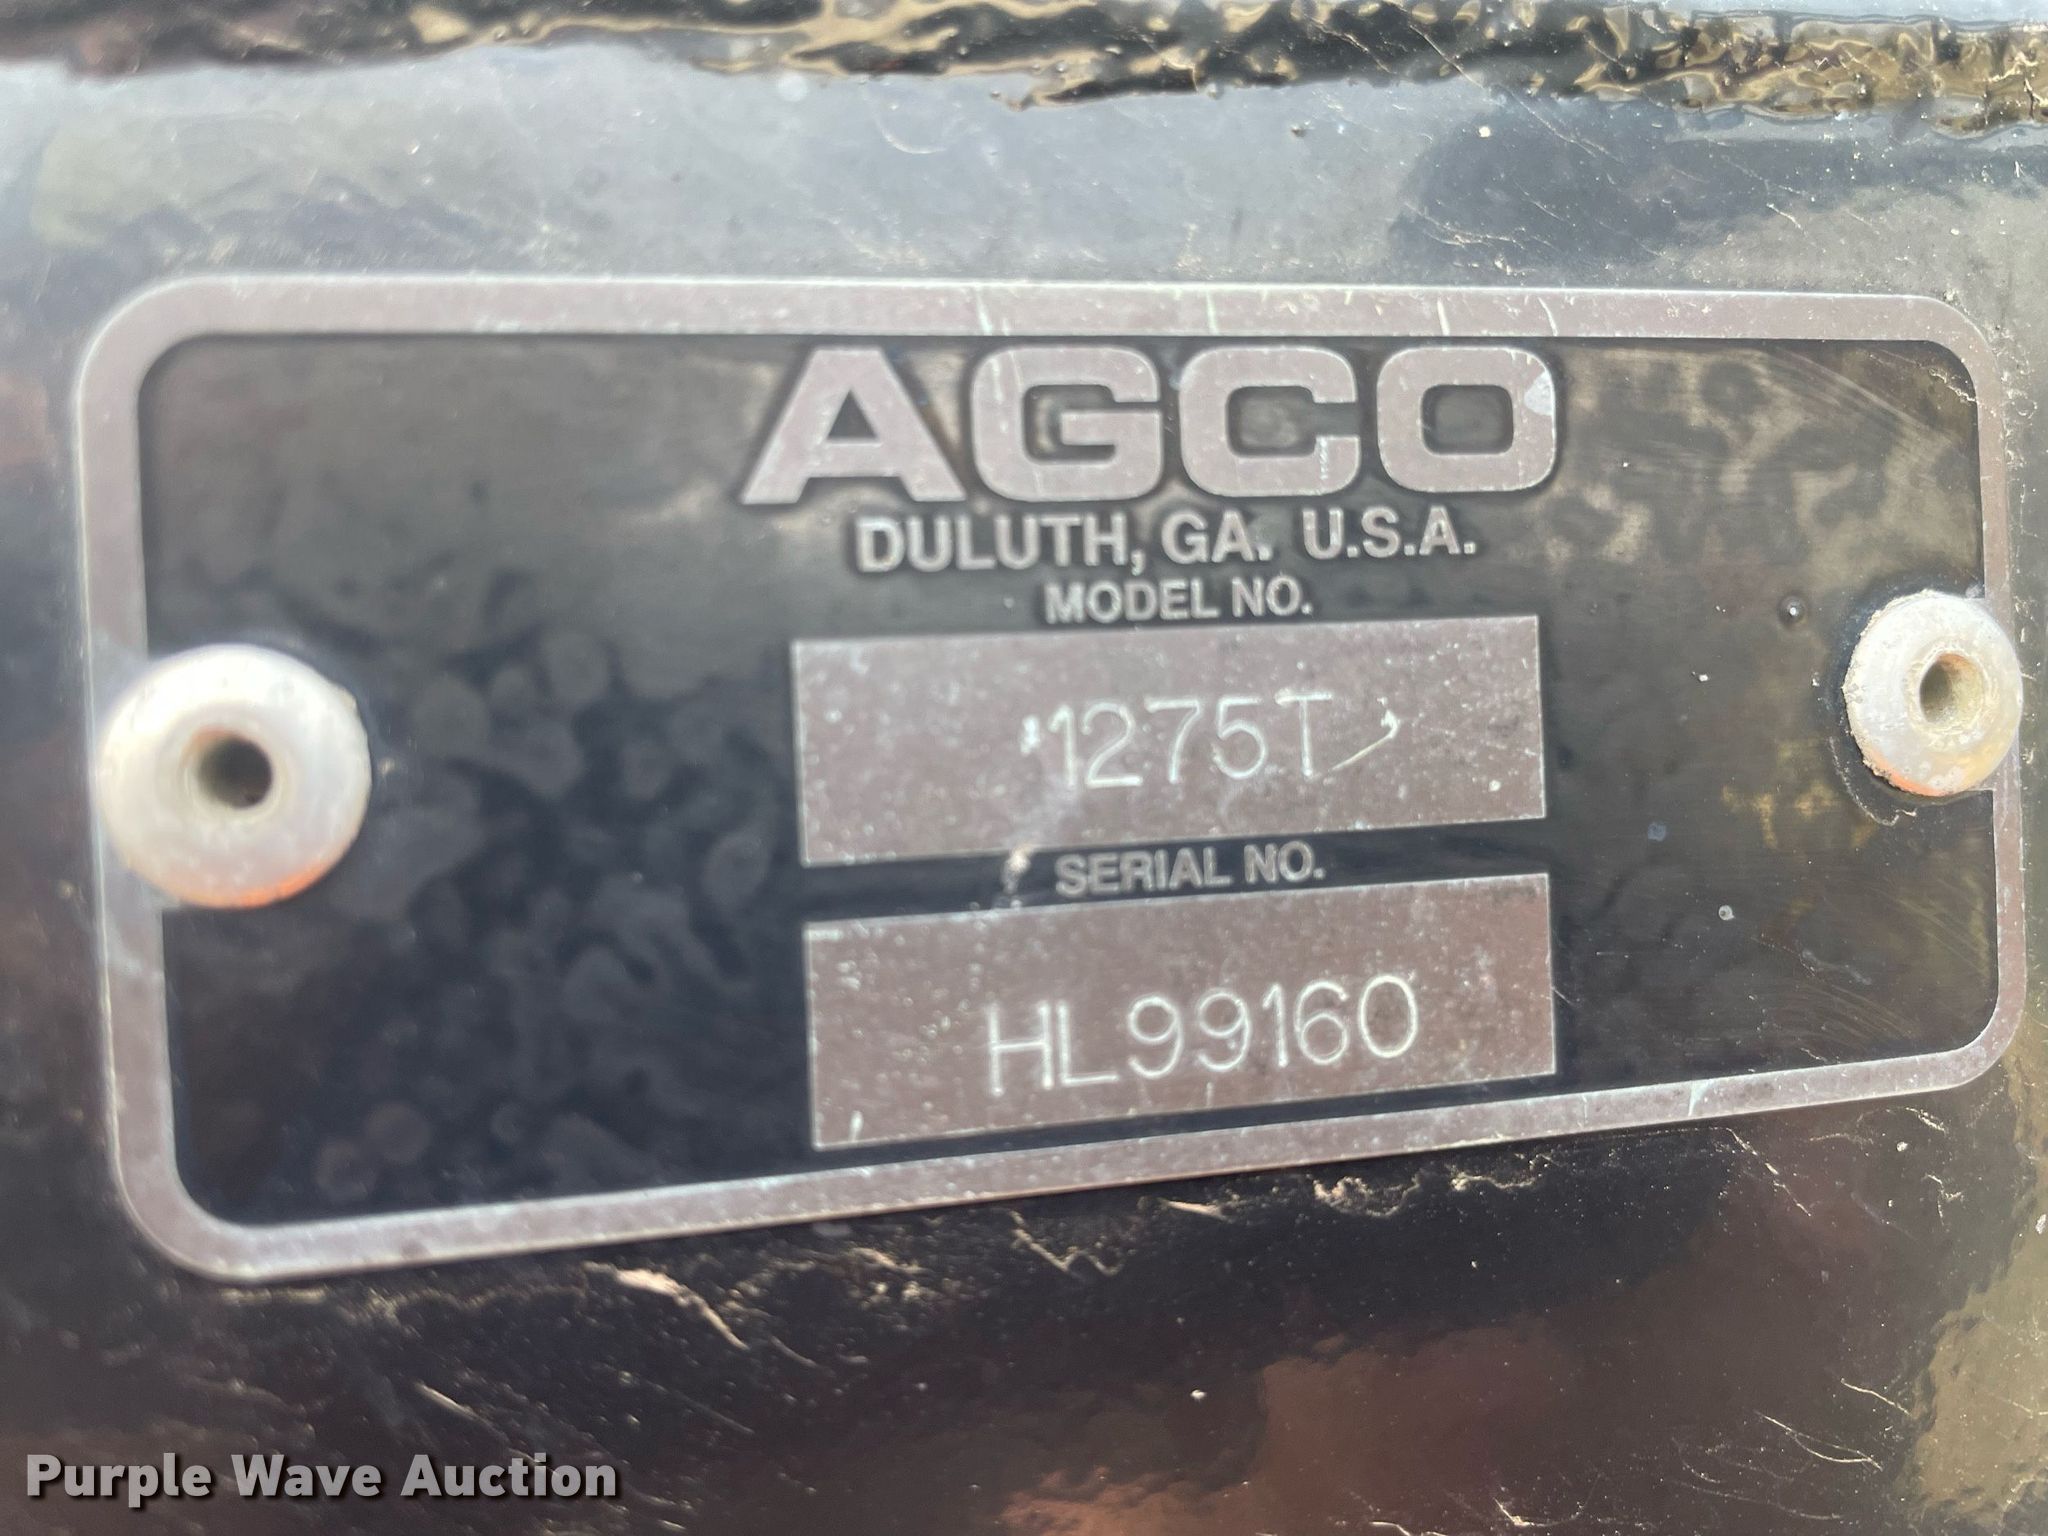 AGCO
DULUTH, GA. U.S.A.
MODEL NO.
1275T
SERIAL NO.
HL99160
Purple Wave Auction